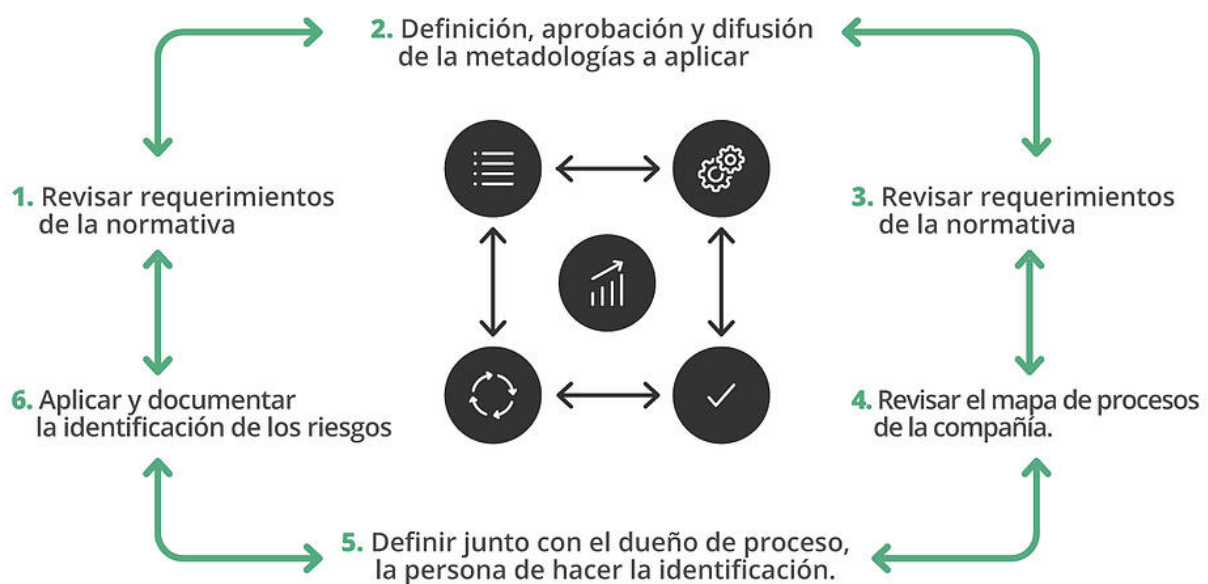 2. Definición, aprobación y difusión
de la metadologías a aplicar
1. Revisar requerimientos
de la normativa
3. Revisar requerimientos
de la normativa
6. Aplicar y documentar
la identificación de los riesgos
4. Revisar el mapa de procesos
de la compañía.
5. Definir junto con el dueño de proceso,
la persona de hacer la identificación.